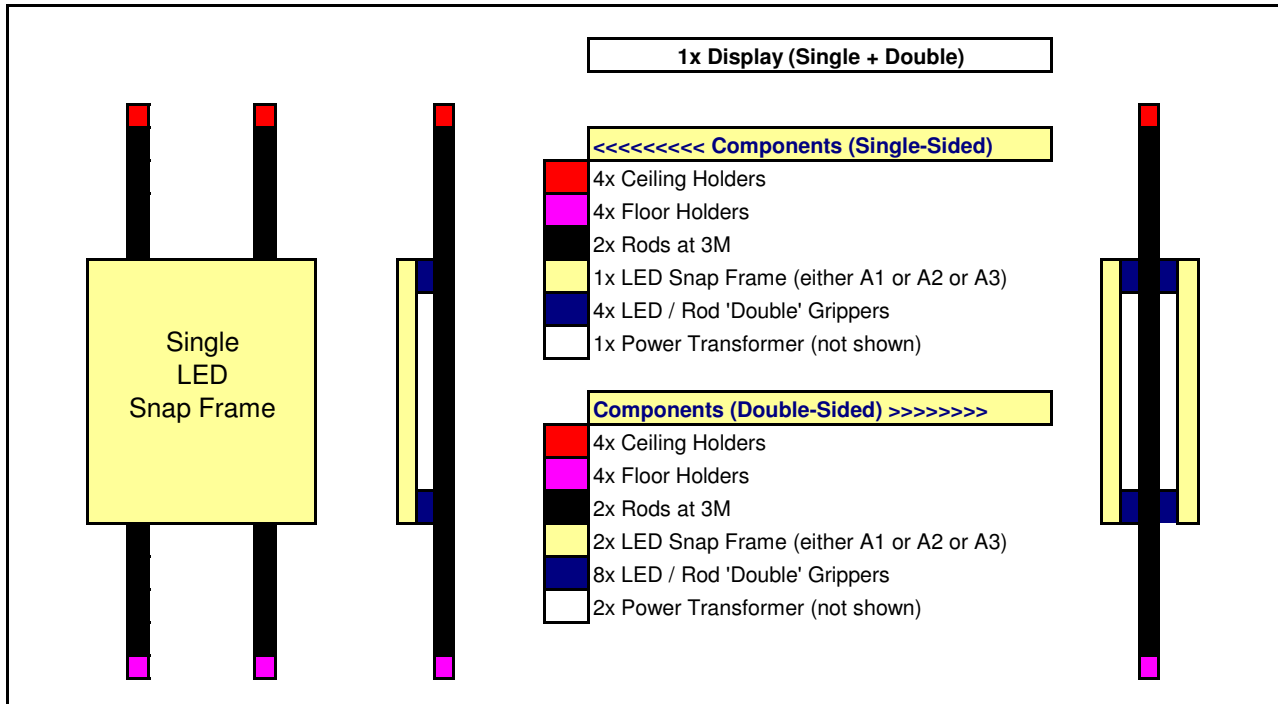 1x Display (Single + Double)
<<<<<<<<< Components (Single-Sided)
4x Ceiling Holders
4x Floor Holders
2x Rods at 3M
1x LED Snap Frame (either A1 or A2 or A3)
4x LED / Rod 'Double' Grippers
1x Power Transformer (not shown)
Single
LED
Snap Frame
Components (Double-Sided) >>>>>>>>
4x Ceiling Holders
4x Floor Holders
2x Rods at 3M
2x LED Snap Frame (either A1 or A2 or A3)
8x LED / Rod 'Double' Grippers
2x Power Transformer (not shown)